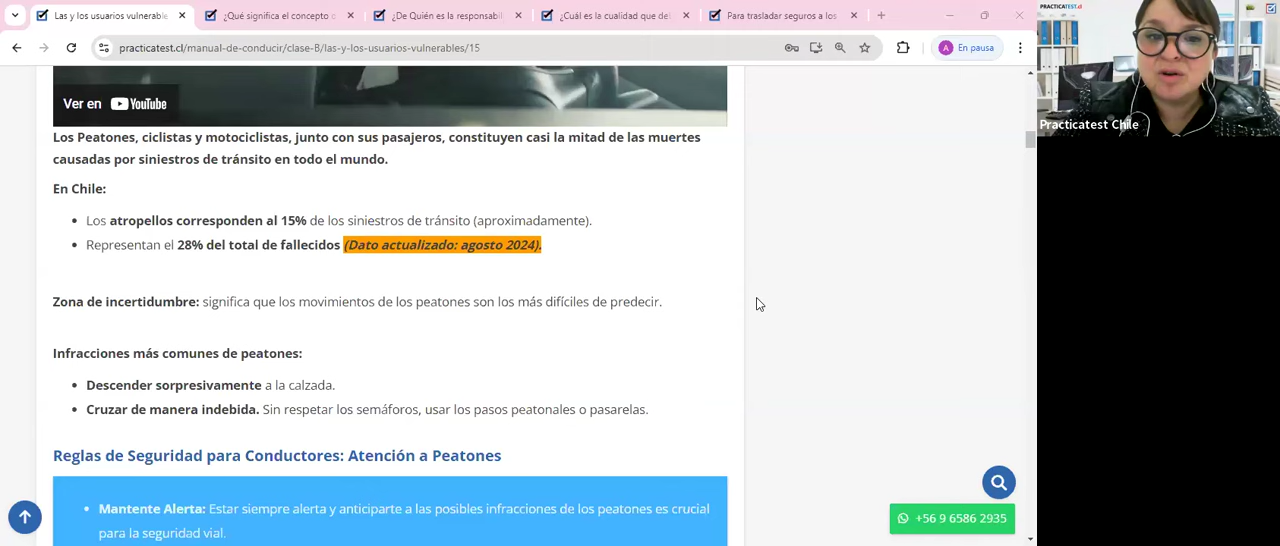 Las y los usuarios vulnerable
¿Qué significa el concepto o
¿De Quién es la responsabil
¿Cuál es la cualidad que del
Para trasladar seguros a los
practicatest.cl/manual-de-conducir/clase-B/las-y-los-usuarios-vulnerables/15
A
En pausa
PRACTICATEST.cl
Practicatest Chile
Ver en YouTube
Los Peatones, ciclistas y motociclistas, junto con sus pasajeros, constituyen casi la mitad de las muertes
causadas por siniestros de tránsito en todo el mundo.
En Chile:
Los atropellos corresponden al 15% de los siniestros de tránsito (aproximadamente).
Representan el 28% del total de fallecidos (Dato actualizado: agosto 2024).
Zona de incertidumbre: significa que los movimientos de los peatones son los más difíciles de predecir.
Infracciones más comunes de peatones:
Descender sorpresivamente a la calzada.
Cruzar de manera indebida. Sin respetar los semáforos, usar los pasos peatonales o pasarelas.
Reglas de Seguridad para Conductores: Atención a Peatones
Mantente Alerta: Estar siempre alerta y anticiparte a las posibles infracciones de los peatones es crucial
para la seguridad vial.
+56 9 6586 2935